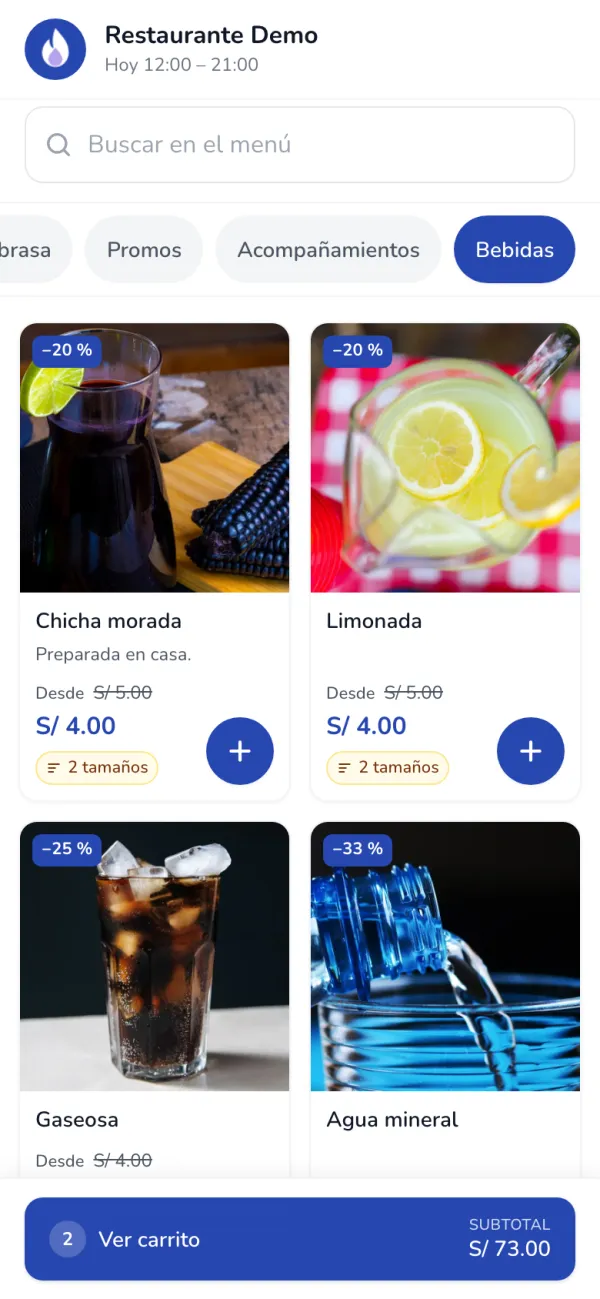 Restaurante Demo
Hoy 12:00 – 21:00
Buscar en el menú
brasa
Promos
Acompañamientos
Bebidas
−20 %
Chicha morada
Preparada en casa.
Desde S/ 5.00
S/ 4.00
2 tamaños
−20 %
Limonada
Desde S/ 5.00
S/ 4.00
2 tamaños
−25 %
Gaseosa
Desde S/ 4.00
−33 %
Agua mineral
2 Ver carrito
SUBTOTAL
S/ 73.00